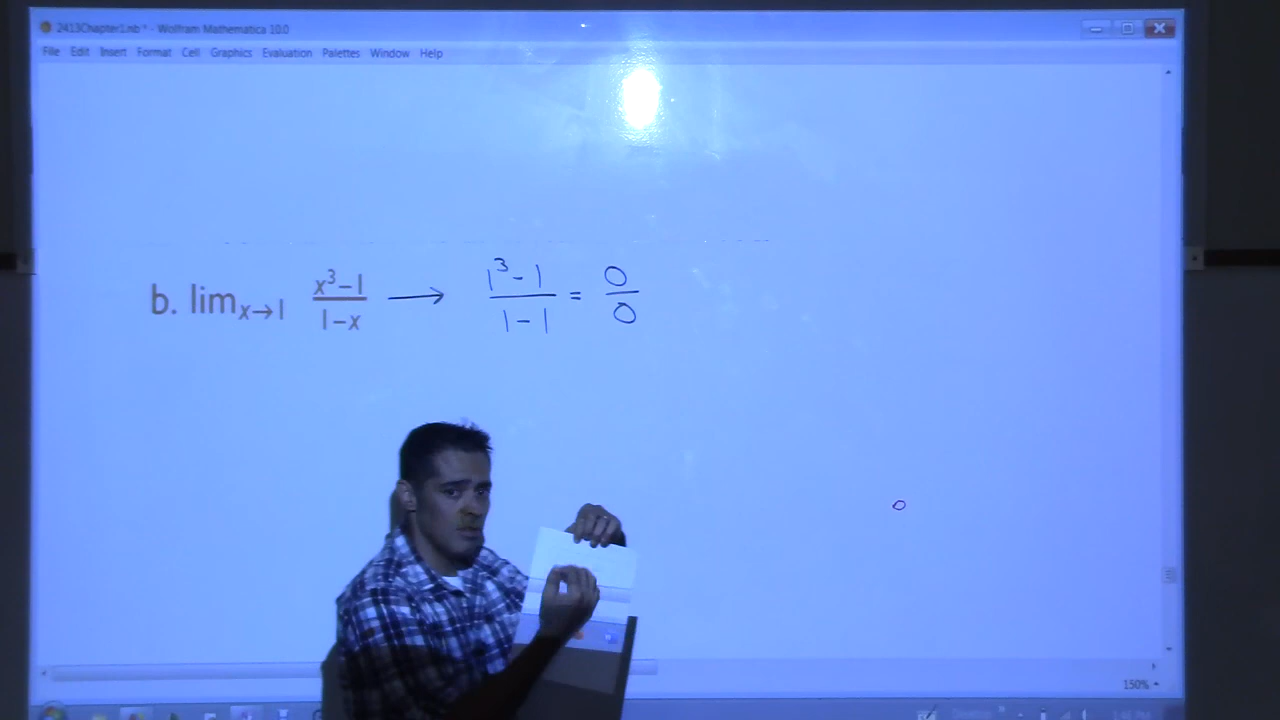 2413Chapter1.nb * - Wolfram Mathematica 10.0
File Edit Insert Format Cell Graphics Evaluation Palettes Window Help
b. lim x→1 (x³−1)/(1−x) ⟶ (1³−1)/(1−1) = 0/0
150%